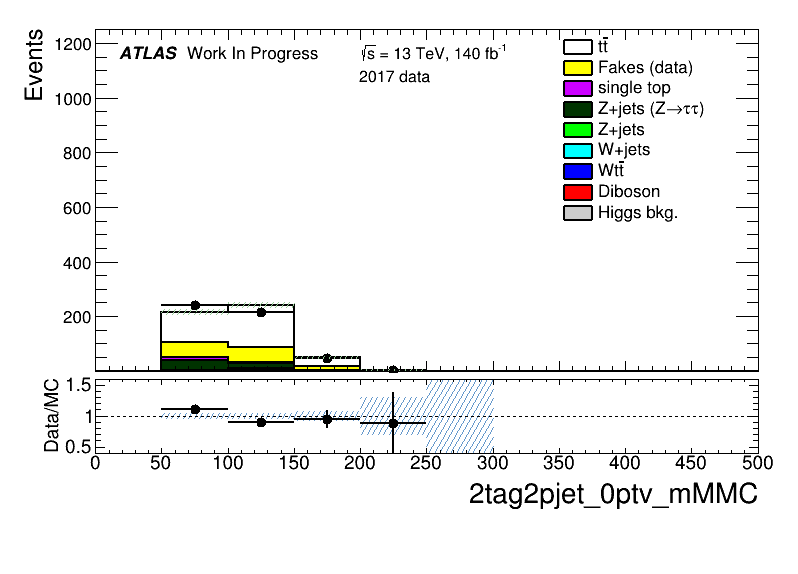 ATLAS Work In Progress
√s = 13 TeV, 140 fb⁻¹
2017 data
Events
1200
1000
800
600
400
200
tt̄
Fakes (data)
single top
Z+jets (Z→ττ)
Z+jets
W+jets
Wtt̄
Diboson
Higgs bkg.
Data/MC
1.5
1
0.5
0 50 100 150 200 250 300 350 400 450 500
2tag2pjet_0ptv_mMMC